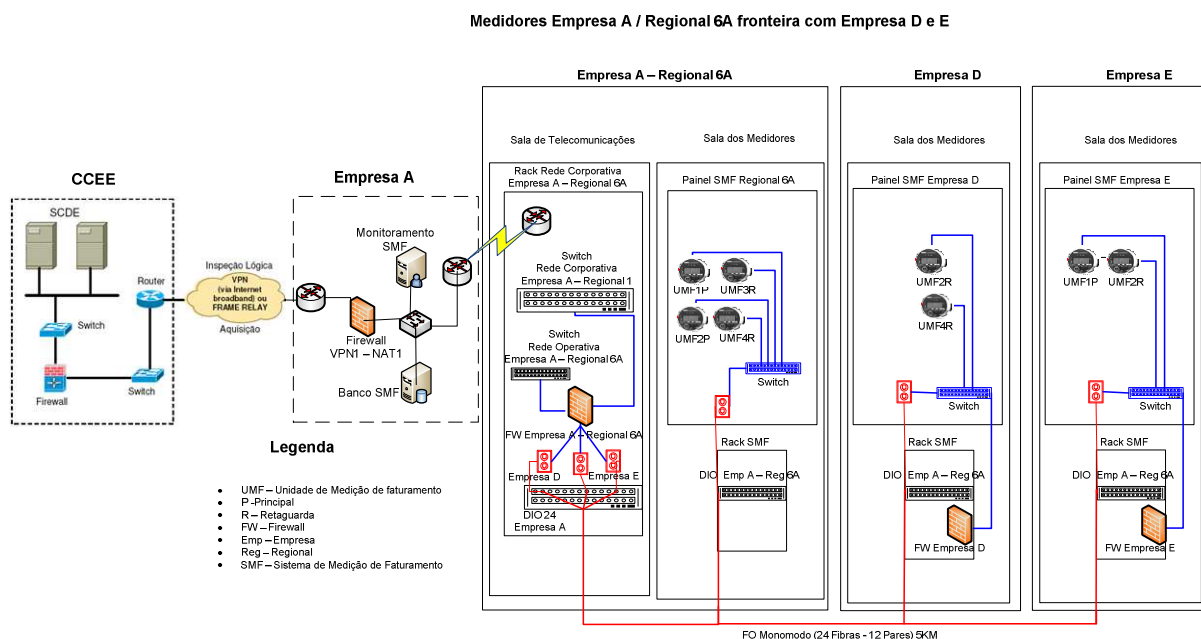 Medidores Empresa A / Regional 6A fronteira com Empresa D e E
Empresa A – Regional 6A
Empresa D
Empresa E
Sala de Telecomunicações
Sala dos Medidores
Sala dos Medidores
Sala dos Medidores
CCEE
SCDE
Switch
Firewall
Switch
Router
Inspeção Lógica
VPN
(via Internet
broadband) ou
FRAME RELAY
Aquisição
Empresa A
Monitoramento
SMF
Firewall
VPN1 – NAT1
Banco SMF
Rack Rede Corporativa
Empresa A – Regional 6A
Switch
Rede Corporativa
Empresa A – Regional 1
Switch
Rede Operativa
Empresa A – Regional 6A
FW Empresa A – Regional 6A
Empresa D
Empresa E
DIO24
Empresa A
Painel SMF Regional 6A
UMF1P
UMF3R
UMF2P
UMF4R
Switch
Rack SMF
DIO Emp A – Reg 6A
Painel SMF Empresa D
UMF2R
UMF4R
Switch
Rack SMF
DIO Emp A – Reg 6A
FW Empresa D
Painel SMF Empresa E
UMF1P
UMF2R
Switch
Rack SMF
DIO Emp A – Reg 6A
FW Empresa E
Legenda
• UMF – Unidade de Medição de faturamento
• P - Principal
• R – Retaguarda
• FW – Firewall
• Emp – Empresa
• Reg – Regional
• SMF – Sistema de Medição de Faturamento
FO Monomodo (24 Fibras - 12 Pares) 5KM